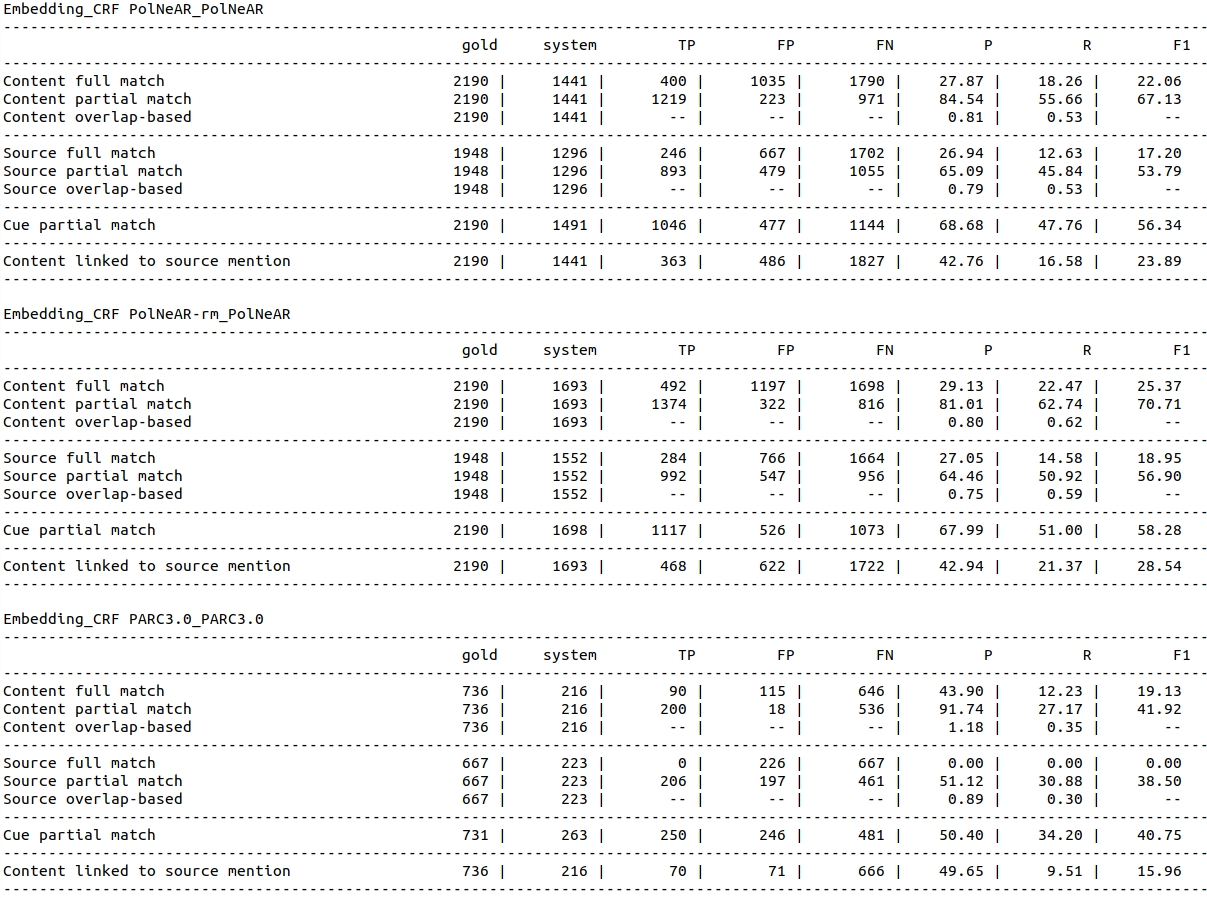 Embedding_CRF PolNeAR_PolNeAR
gold system TP FP FN P R F1
Content full match 2190 | 1441 | 400 | 1035 | 1790 | 27.87 | 18.26 | 22.06
Content partial match 2190 | 1441 | 1219 | 223 | 971 | 84.54 | 55.66 | 67.13
Content overlap-based 2190 | 1441 | -- | -- | -- | 0.81 | 0.53 | --
Source full match 1948 | 1296 | 246 | 667 | 1702 | 26.94 | 12.63 | 17.20
Source partial match 1948 | 1296 | 893 | 479 | 1055 | 65.09 | 45.84 | 53.79
Source overlap-based 1948 | 1296 | -- | -- | -- | 0.79 | 0.53 | --
Cue partial match 2190 | 1491 | 1046 | 477 | 1144 | 68.68 | 47.76 | 56.34
Content linked to source mention 2190 | 1441 | 363 | 486 | 1827 | 42.76 | 16.58 | 23.89
Embedding_CRF PolNeAR-rm_PolNeAR
gold system TP FP FN P R F1
Content full match 2190 | 1693 | 492 | 1197 | 1698 | 29.13 | 22.47 | 25.37
Content partial match 2190 | 1693 | 1374 | 322 | 816 | 81.01 | 62.74 | 70.71
Content overlap-based 2190 | 1693 | -- | -- | -- | 0.80 | 0.62 | --
Source full match 1948 | 1552 | 284 | 766 | 1664 | 27.05 | 14.58 | 18.95
Source partial match 1948 | 1552 | 992 | 547 | 956 | 64.46 | 50.92 | 56.90
Source overlap-based 1948 | 1552 | -- | -- | -- | 0.75 | 0.59 | --
Cue partial match 2190 | 1698 | 1117 | 526 | 1073 | 67.99 | 51.00 | 58.28
Content linked to source mention 2190 | 1693 | 468 | 622 | 1722 | 42.94 | 21.37 | 28.54
Embedding_CRF PARC3.0_PARC3.0
gold system TP FP FN P R F1
Content full match 736 | 216 | 90 | 115 | 646 | 43.90 | 12.23 | 19.13
Content partial match 736 | 216 | 200 | 18 | 536 | 91.74 | 27.17 | 41.92
Content overlap-based 736 | 216 | -- | -- | -- | 1.18 | 0.35 | --
Source full match 667 | 223 | 0 | 226 | 667 | 0.00 | 0.00 | 0.00
Source partial match 667 | 223 | 206 | 197 | 461 | 51.12 | 30.88 | 38.50
Source overlap-based 667 | 223 | -- | -- | -- | 0.89 | 0.30 | --
Cue partial match 731 | 263 | 250 | 246 | 481 | 50.40 | 34.20 | 40.75
Content linked to source mention 736 | 216 | 70 | 71 | 666 | 49.65 | 9.51 | 15.96